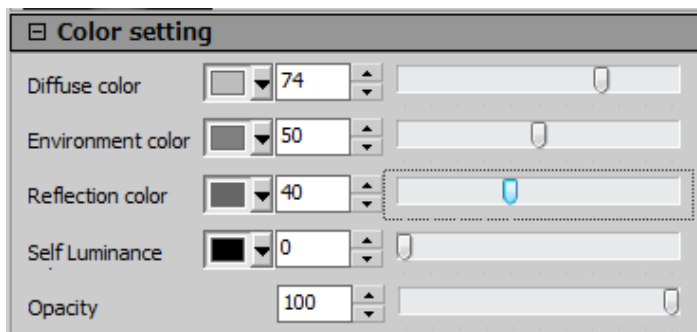 Color setting
Diffuse color 74
Environment color 50
Reflection color 40
Self Luminance 0
Opacity 100